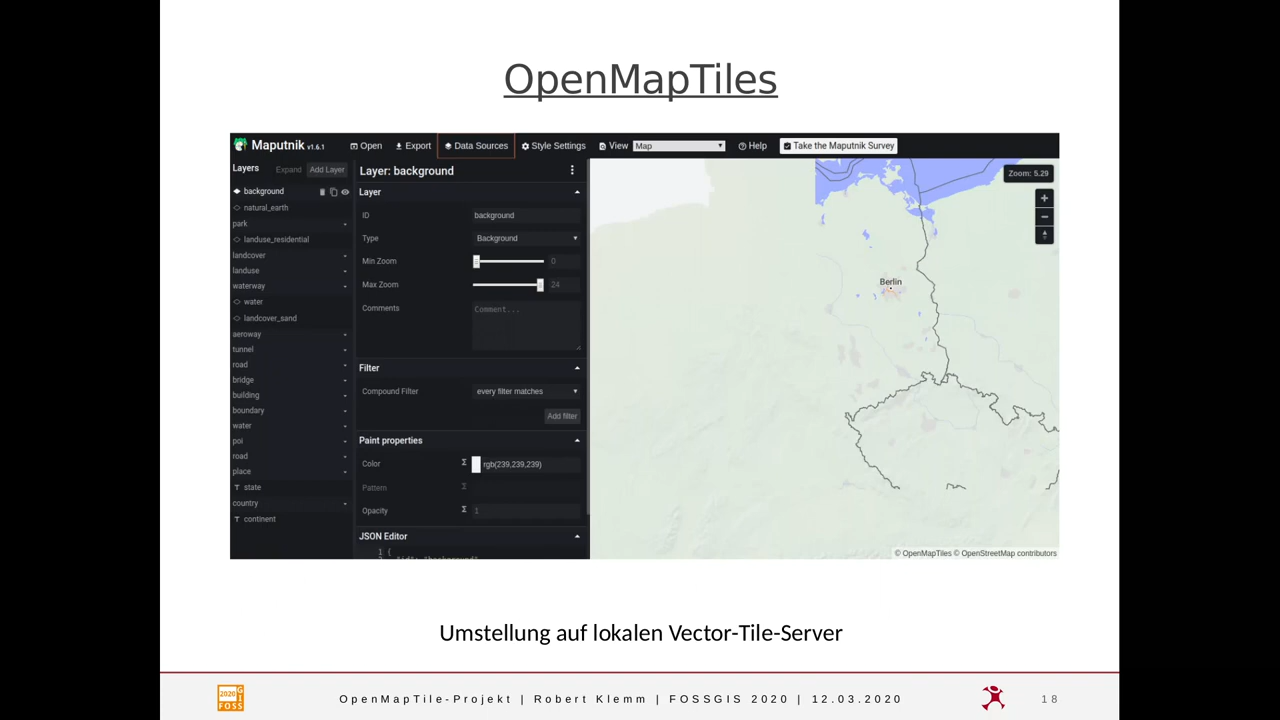 OpenMapTiles
Maputnik v1.6.1 Open Export Data Sources Style Settings View Map Help Take the Maputnik Survey
Layers Expand Add Layer
background
natural_earth
park
landuse_residential
landcover
landuse
waterway
water
landcover_sand
aeroway
tunnel
road
bridge
building
boundary
water
poi
road
place
state
country
continent
Layer: background
Layer
ID background
Type Background
Min Zoom 0
Max Zoom 24
Comments Comment...
Filter
Compound Filter every filter matches
Add filter
Paint properties
Color Σ rgb(239,239,239)
Pattern Σ
Opacity Σ 1
JSON Editor
1 {
Zoom: 5.29
Berlin
© OpenMapTiles © OpenStreetMap contributors
Umstellung auf lokalen Vector-Tile-Server
2020 GI FOSS
OpenMapTile-Projekt | Robert Klemm | FOSSGIS 2020 | 12.03.2020
18